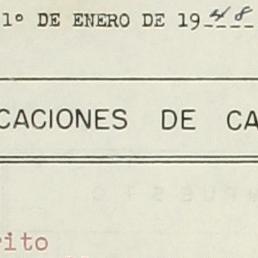 1º DE ENERO DE 1948
CACIONES DE CA
rito